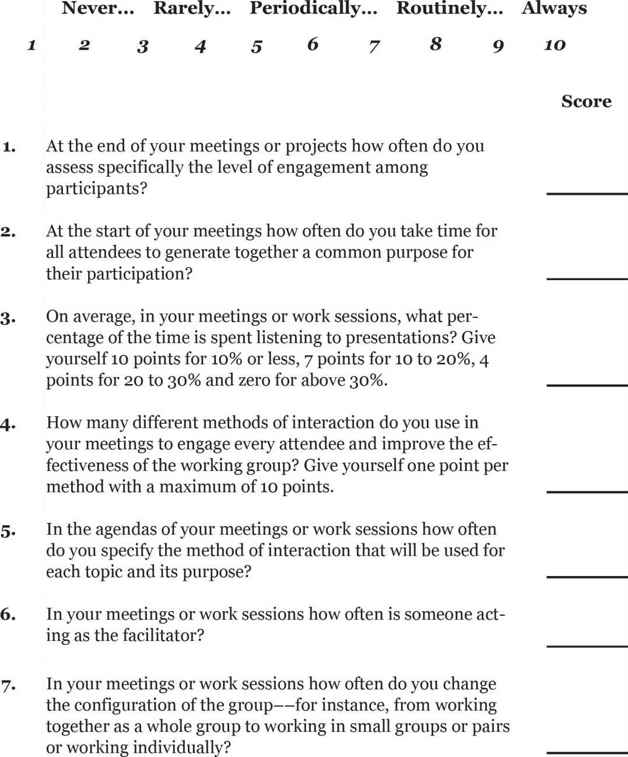 Never... Rarely... Periodically... Routinely... Always
1 2 3 4 5 6 7 8 9 10
Score
1. At the end of your meetings or projects how often do you
assess specifically the level of engagement among
participants?
2. At the start of your meetings how often do you take time for
all attendees to generate together a common purpose for
their participation?
3. On average, in your meetings or work sessions, what per-
centage of the time is spent listening to presentations? Give
yourself 10 points for 10% or less, 7 points for 10 to 20%, 4
points for 20 to 30% and zero for above 30%.
4. How many different methods of interaction do you use in
your meetings to engage every attendee and improve the ef-
fectiveness of the working group? Give yourself one point per
method with a maximum of 10 points.
5. In the agendas of your meetings or work sessions how often
do you specify the method of interaction that will be used for
each topic and its purpose?
6. In your meetings or work sessions how often is someone act-
ing as the facilitator?
7. In your meetings or work sessions how often do you change
the configuration of the group––for instance, from working
together as a whole group to working in small groups or pairs
or working individually?